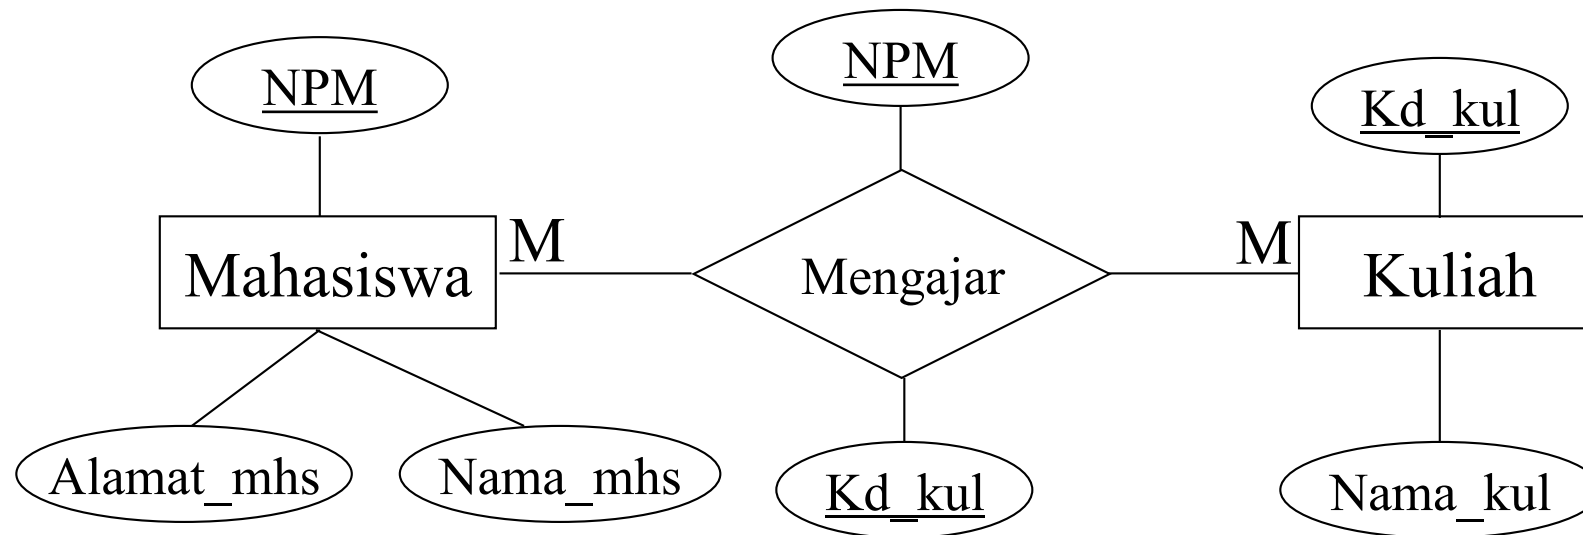 NPM
NPM
Kd_kul
Mahasiswa
M
Mengajar
M
Kuliah
Alamat_mhs
Nama_mhs
Kd_kul
Nama_kul